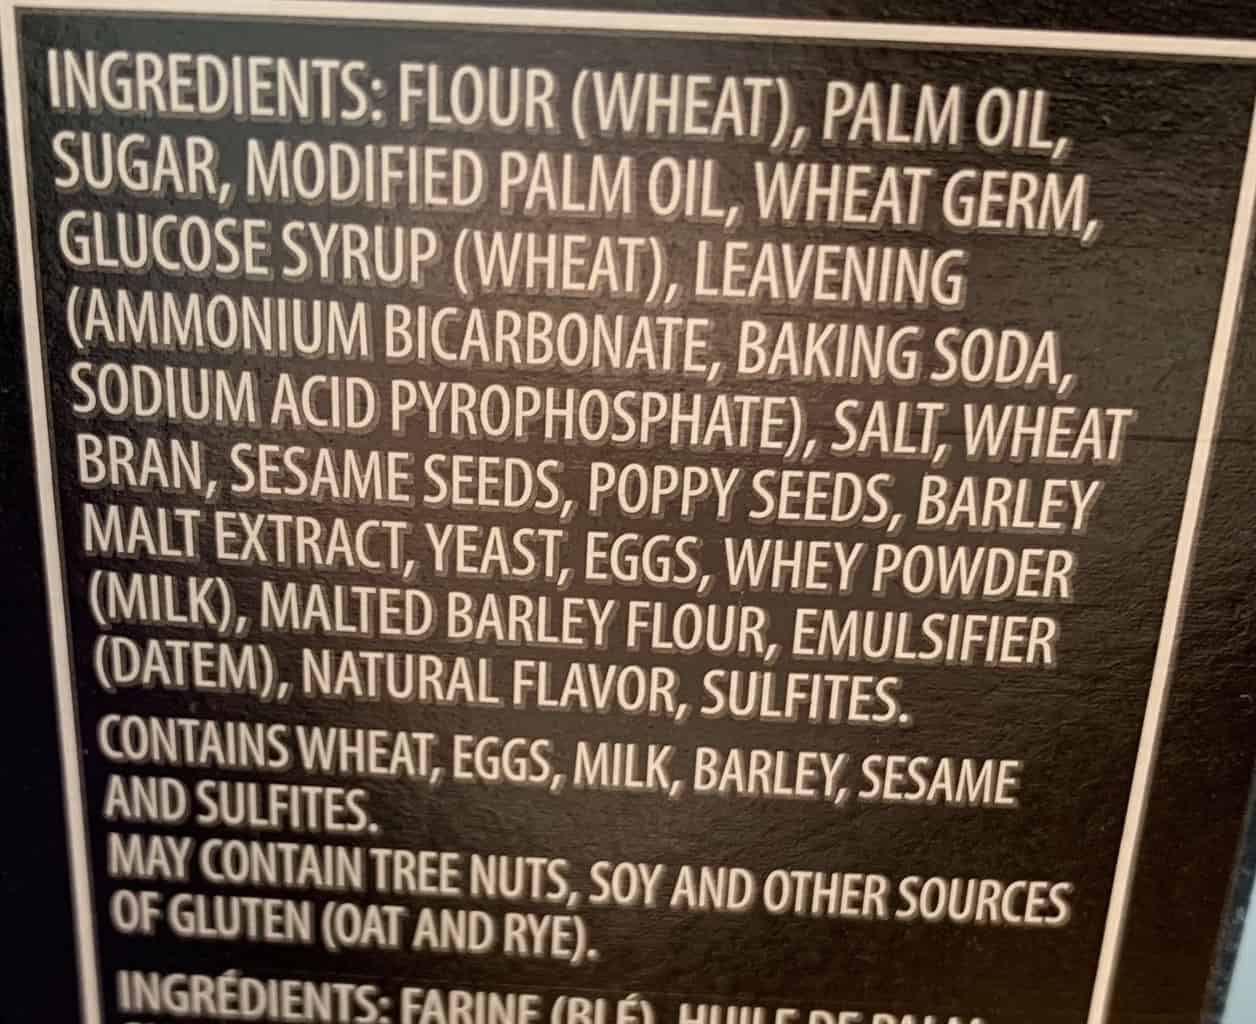 INGREDIENTS: FLOUR (WHEAT), PALM OIL,
SUGAR, MODIFIED PALM OIL, WHEAT GERM,
GLUCOSE SYRUP (WHEAT), LEAVENING
(AMMONIUM BICARBONATE, BAKING SODA,
SODIUM ACID PYROPHOSPHATE), SALT, WHEAT
BRAN, SESAME SEEDS, POPPY SEEDS, BARLEY
MALT EXTRACT, YEAST, EGGS, WHEY POWDER
(MILK), MALTED BARLEY FLOUR, EMULSIFIER
(DATEM), NATURAL FLAVOR, SULFITES.
CONTAINS WHEAT, EGGS, MILK, BARLEY, SESAME
AND SULFITES.
MAY CONTAIN TREE NUTS, SOY AND OTHER SOURCES
OF GLUTEN (OAT AND RYE).
INGRÉDIENTS: FARINE (BLÉ), HUILE DE PALM